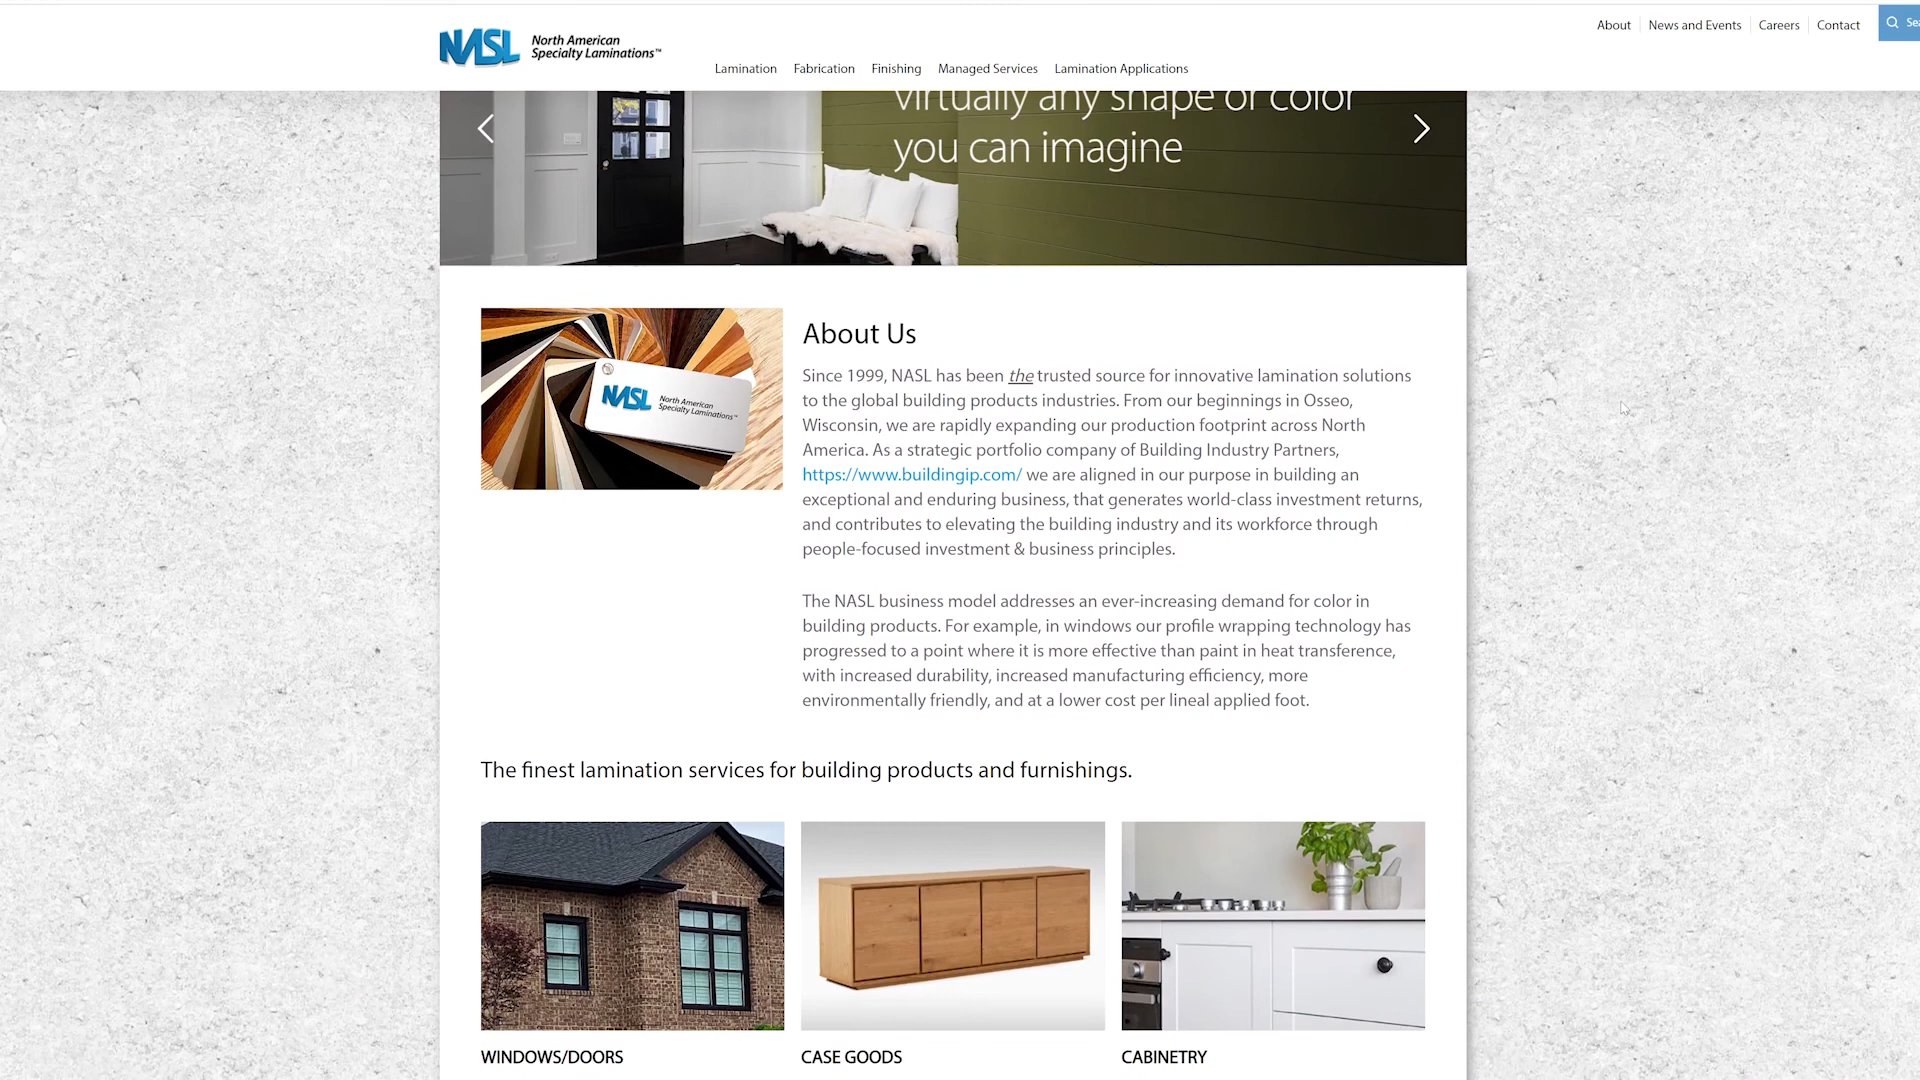 About
News and Events
Careers
Contact
NASL
North American
Specialty Laminations™
Lamination
Fabrication
Finishing
Managed Services
Lamination Applications
virtually any shape or color
you can imagine
NASL
North American
Specialty Laminations™
About Us
Since 1999, NASL has been the trusted source for innovative lamination solutions
to the global building products industries. From our beginnings in Osseo,
Wisconsin, we are rapidly expanding our production footprint across North
America. As a strategic portfolio company of Building Industry Partners,
https://www.buildingip.com/ we are aligned in our purpose in building an
exceptional and enduring business, that generates world-class investment returns,
and contributes to elevating the building industry and its workforce through
people-focused investment & business principles.
The NASL business model addresses an ever-increasing demand for color in
building products. For example, in windows our profile wrapping technology has
progressed to a point where it is more effective than paint in heat transference,
with increased durability, increased manufacturing efficiency, more
environmentally friendly, and at a lower cost per lineal applied foot.
The finest lamination services for building products and furnishings.
WINDOWS/DOORS
CASE GOODS
CABINETRY